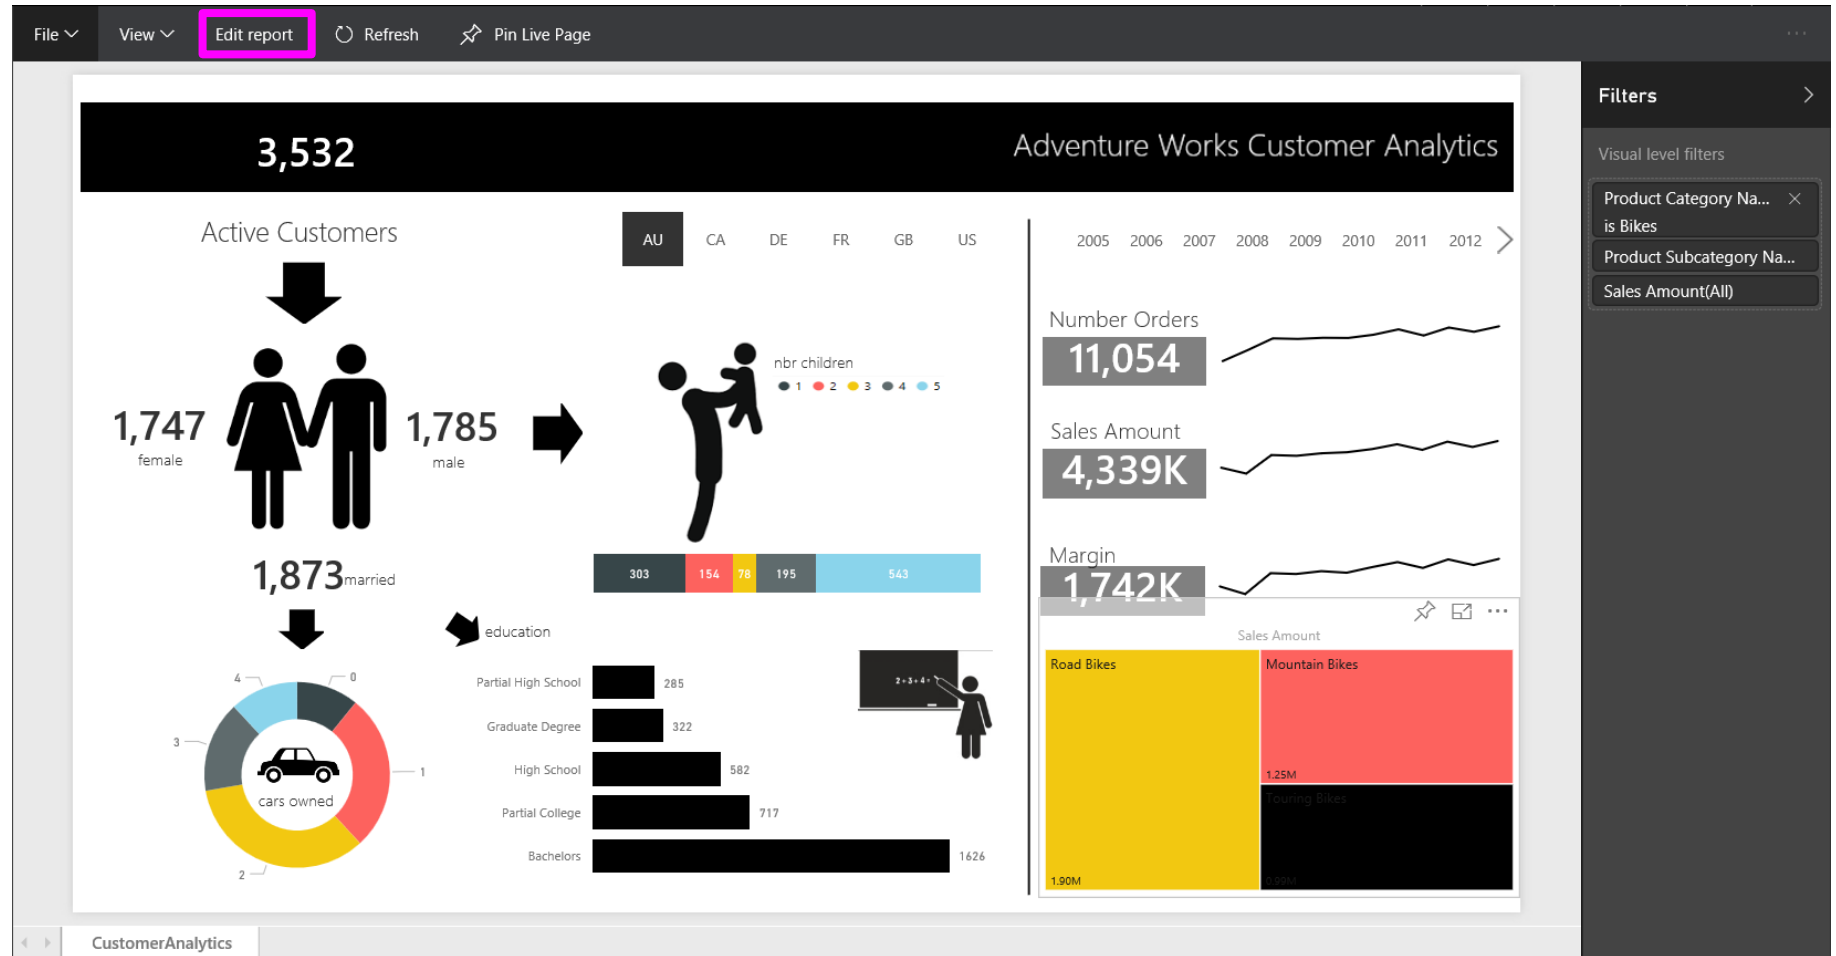 File View Edit report Refresh Pin Live Page ...
3,532
Adventure Works Customer Analytics
Filters
Visual level filters
Product Category Na...
is Bikes
Product Subcategory Na...
Sales Amount(All)
Active Customers
AU CA DE FR GB US
2005 2006 2007 2008 2009 2010 2011 2012
1,747
female
1,785
male
nbr children
1 2 3 4 5
Number Orders
11,054
Sales Amount
4,339K
Margin
1,742K
1,873 married
303 154 78 195 543
education
Partial High School 285
Graduate Degree 322
High School 582
Partial College 717
Bachelors 1626
2+3+4=
4 0
3 1
2
cars owned
Sales Amount
Road Bikes
1.90M
Mountain Bikes
1.25M
Touring Bikes
0.99M
CustomerAnalytics